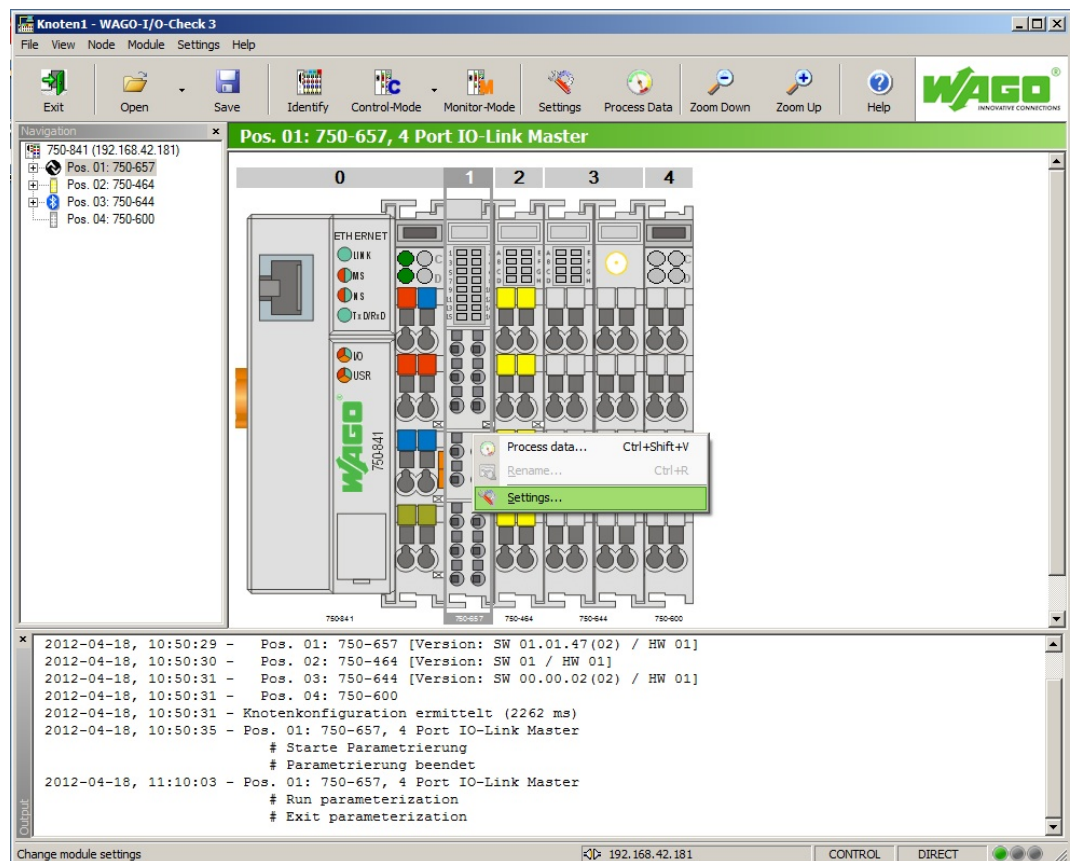 Knoten1 - WAGO-I/O-Check 3
File View Node Module Settings Help
Exit Open Save Identify Control-Mode Monitor-Mode Settings Process Data Zoom Down Zoom Up Help
WAGO®
INNOVATIVE CONNECTIONS
Navigation
Pos. 01: 750-657, 4 Port IO-Link Master
750-841 (192.168.42.181)
Pos. 01: 750-657
Pos. 02: 750-464
Pos. 03: 750-644
Pos. 04: 750-600
0 1 2 3 4
ETHERNET
LINK
MS
NS
TxD/RxD
C
D
I/O
USR
WAGO
750-841
Process data... Ctrl+Shift+V
Rename... Ctrl+R
Settings...
750-841 750-657 750-464 750-644 750-600
2012-04-18, 10:50:29 - Pos. 01: 750-657 [Version: SW 01.01.47(02) / HW 01]
2012-04-18, 10:50:30 - Pos. 02: 750-464 [Version: SW 01 / HW 01]
2012-04-18, 10:50:31 - Pos. 03: 750-644 [Version: SW 00.00.02(02) / HW 01]
2012-04-18, 10:50:31 - Pos. 04: 750-600
2012-04-18, 10:50:31 - Knotenkonfiguration ermittelt (2262 ms)
2012-04-18, 10:50:35 - Pos. 01: 750-657, 4 Port IO-Link Master
# Starte Parametrierung
# Parametrierung beendet
2012-04-18, 11:10:03 - Pos. 01: 750-657, 4 Port IO-Link Master
# Run parameterization
# Exit parameterization
Output
Change module settings 192.168.42.181 CONTROL DIRECT